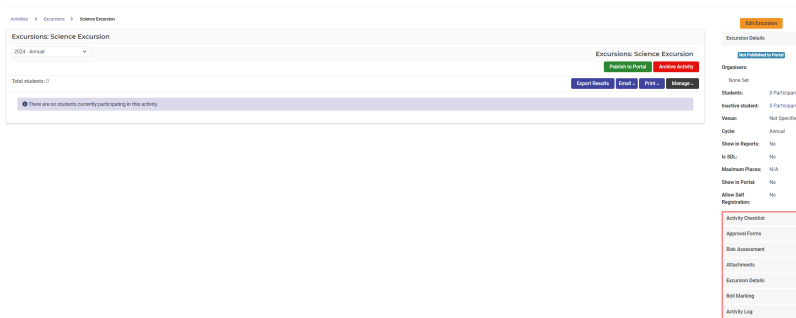 Activities > Excursions > Science Excursion
Excursions: Science Excursion
2024 - Annual
Excursions: Science Excursion
Publish to Portal Archive Activity
Total students: 0
Export Results Email Print Manage
There are no students currently participating in this activity.
Edit Excursion
Excursion Details
Not Published to Portal
Organisers:
None Set
Students: 0 Participan
Inactive student: 0 Participan
Venue: Not Specifie
Cycle: Annual
Show in Reports: No
Is SDL: No
Maximum Places: N/A
Show in Portal: No
Allow Self No
Registration:
Activity Checklist
Approval Forms
Risk Assessment
Attachments
Excursion Details
Roll Marking
Activity Log